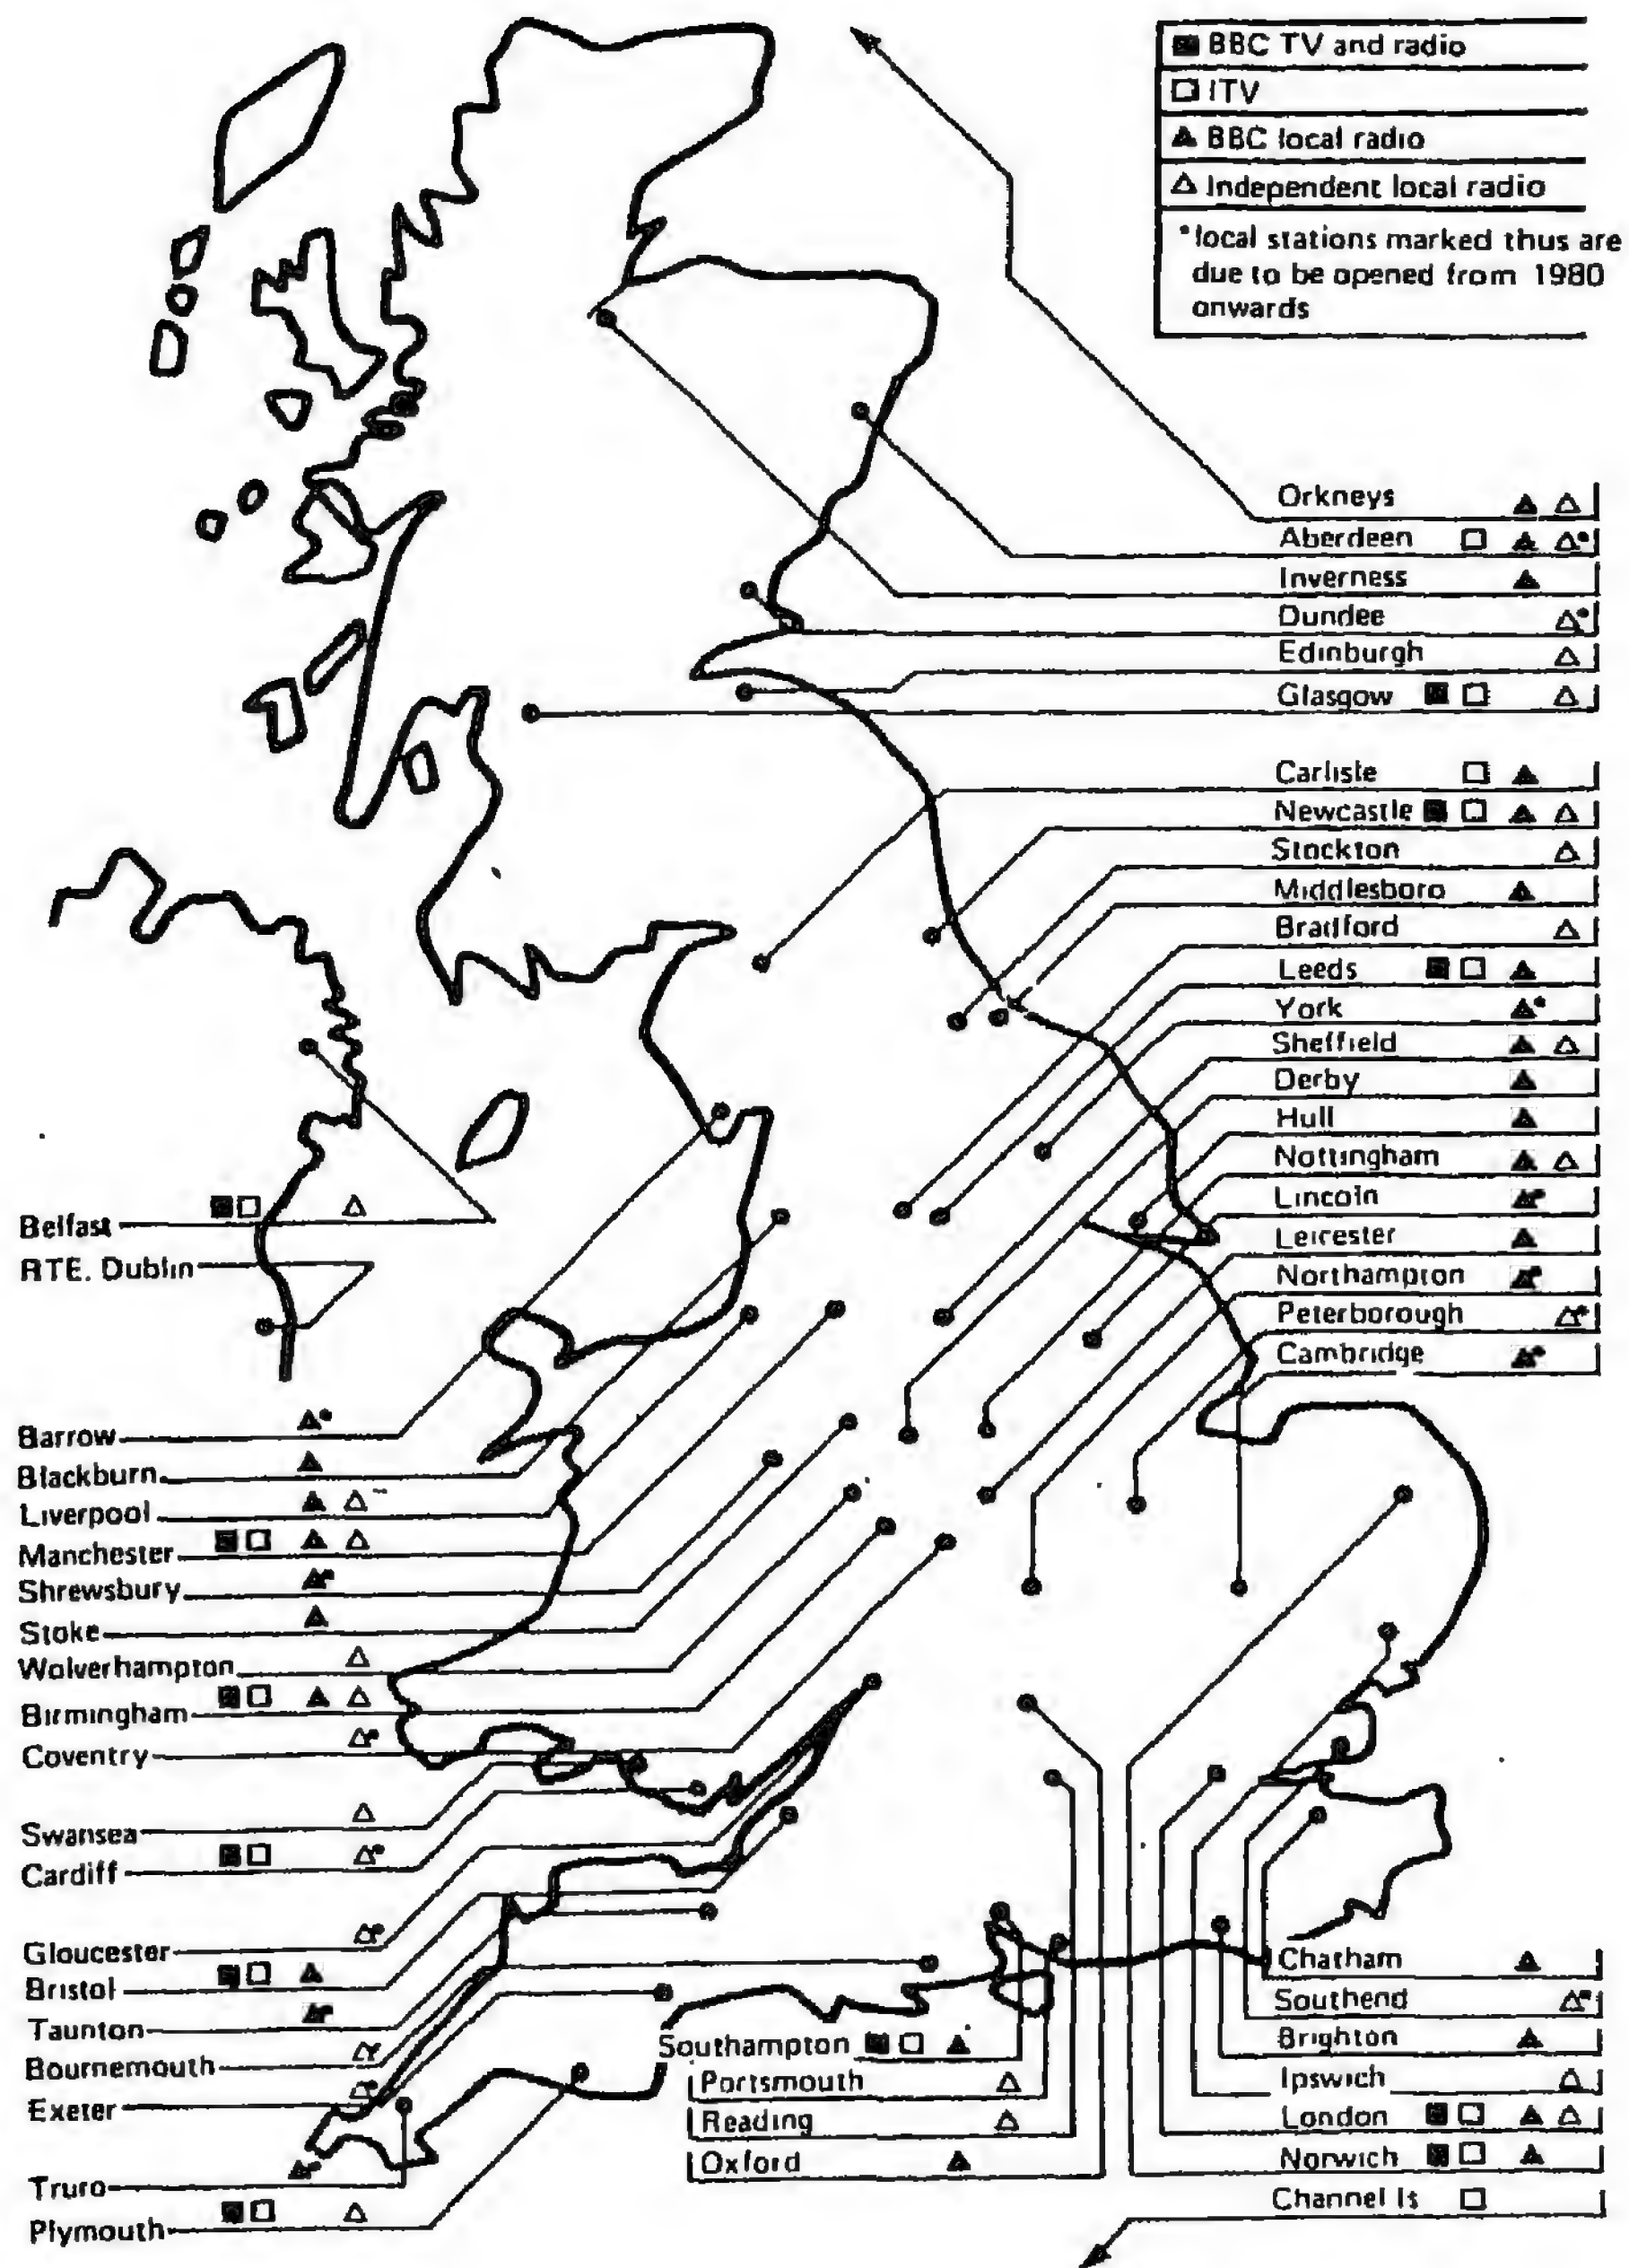 BBC TV and radio
ITV
BBC local radio
Independent local radio
*local stations marked thus are
due to be opened from 1980
onwards
Orkneys
Aberdeen *
Inverness
Dundee *
Edinburgh
Glasgow
Carlisle
Newcastle
Stockton
Middlesboro
Bradford
Leeds
York *
Sheffield
Derby
Hull
Nottingham
Lincoln *
Leicester
Northampton *
Peterborough *
Cambridge *
Belfast
RTE. Dublin
Barrow *
Blackburn
Liverpool
Manchester
Shrewsbury *
Stoke
Wolverhampton
Birmingham
Coventry *
Swansea
Cardiff *
Gloucester *
Bristol
Taunton *
Bournemouth *
Exeter *
Truro *
Plymouth
Southampton
Portsmouth
Reading
Oxford
Chatham
Southend *
Brighton
Ipswich
London
Norwich
Channel Is